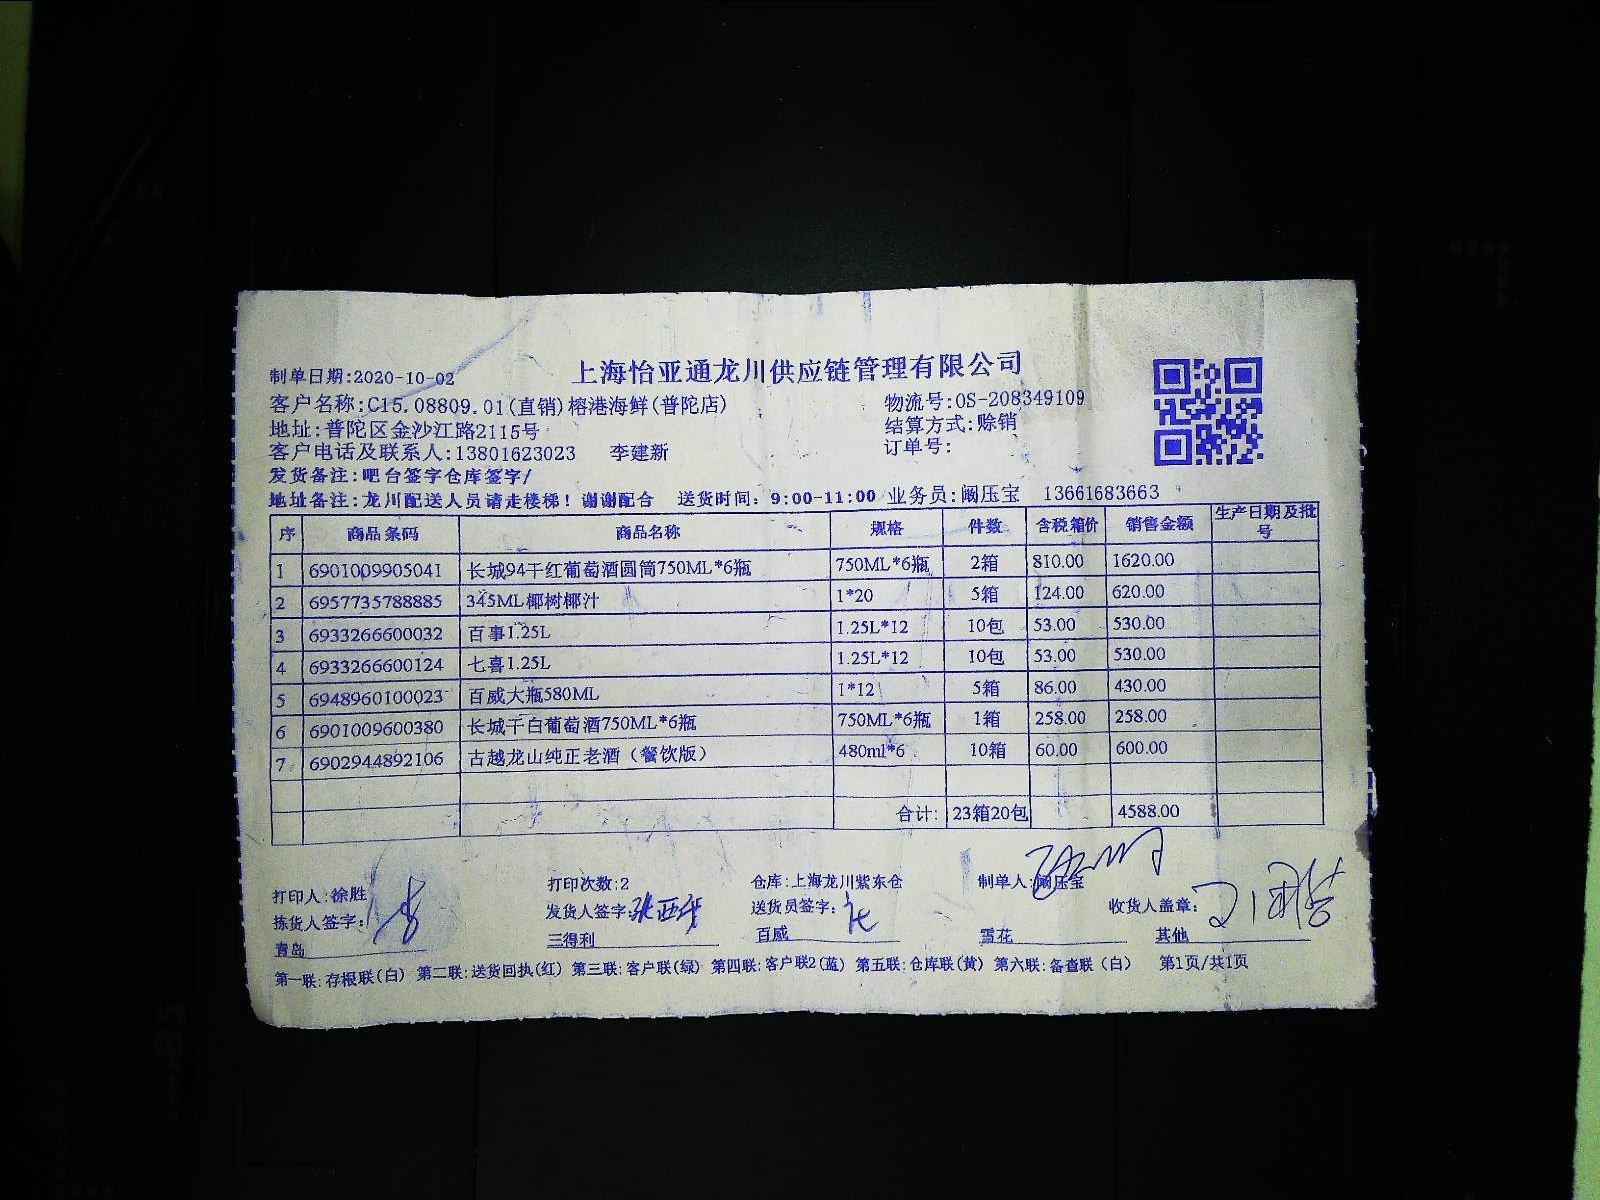 上海怡亚通龙川供应链管理有限公司
制单日期:2020-10-02
客户名称:C15.08809.01(直销)榕港海鲜(普陀店) 物流号:OS-208349109
地址:普陀区金沙江路2115号 结算方式:赊销
客户电话及联系人:13801623023 李建新 订单号:
发货备注:吧台签字仓库签字/
地址备注:龙川配送人员请走楼梯！谢谢配合 送货时间：9:00-11:00 业务员:阚压宝 13661683663
序 商品条码 商品名称 规格 件数 含税箱价 销售金额 生产日期及批号
1 6901009905041 长城94干红葡萄酒圆筒750ML*6瓶 750ML*6瓶 2箱 810.00 1620.00
2 6957735788885 345ML椰树椰汁 1*20 5箱 124.00 620.00
3 6933266600032 百事1.25L 1.25L*12 10包 53.00 530.00
4 6933266600124 七喜1.25L 1.25L*12 10包 53.00 530.00
5 6948960100023 百威大瓶580ML 1*12 5箱 86.00 430.00
6 6901009600380 长城干白葡萄酒750ML*6瓶 750ML*6瓶 1箱 258.00 258.00
7 6902944892106 古越龙山纯正老酒（餐饮版） 480ml*6 10箱 60.00 600.00
合计: 23箱20包 4588.00
打印人:徐胜 打印次数:2 仓库:上海龙川紫东仓 制单人:阚压宝
拣货人签字: 李 发货人签字: 送货员签字: 收货人盖章:
青岛 三得利 百威 雪花 其他
第一联:存根联(白) 第二联:送货回执(红) 第三联:客户联(绿) 第四联:客户联2(蓝) 第五联:仓库联(黄) 第六联:备查联（白） 第1页/共1页